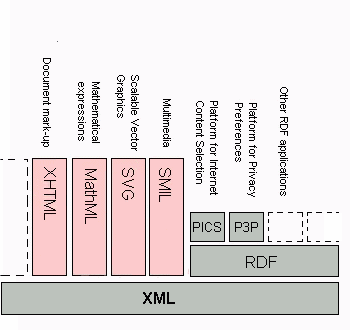 Document mark-up
Mathematical
expressions
Scalable Vector
Graphics
Multimedia
Platform for Internet
Content Selection
Platform for Privacy
Preferences
Other RDF applications
XHTML
MathML
SVG
SMIL
PICS
P3P
RDF
XML